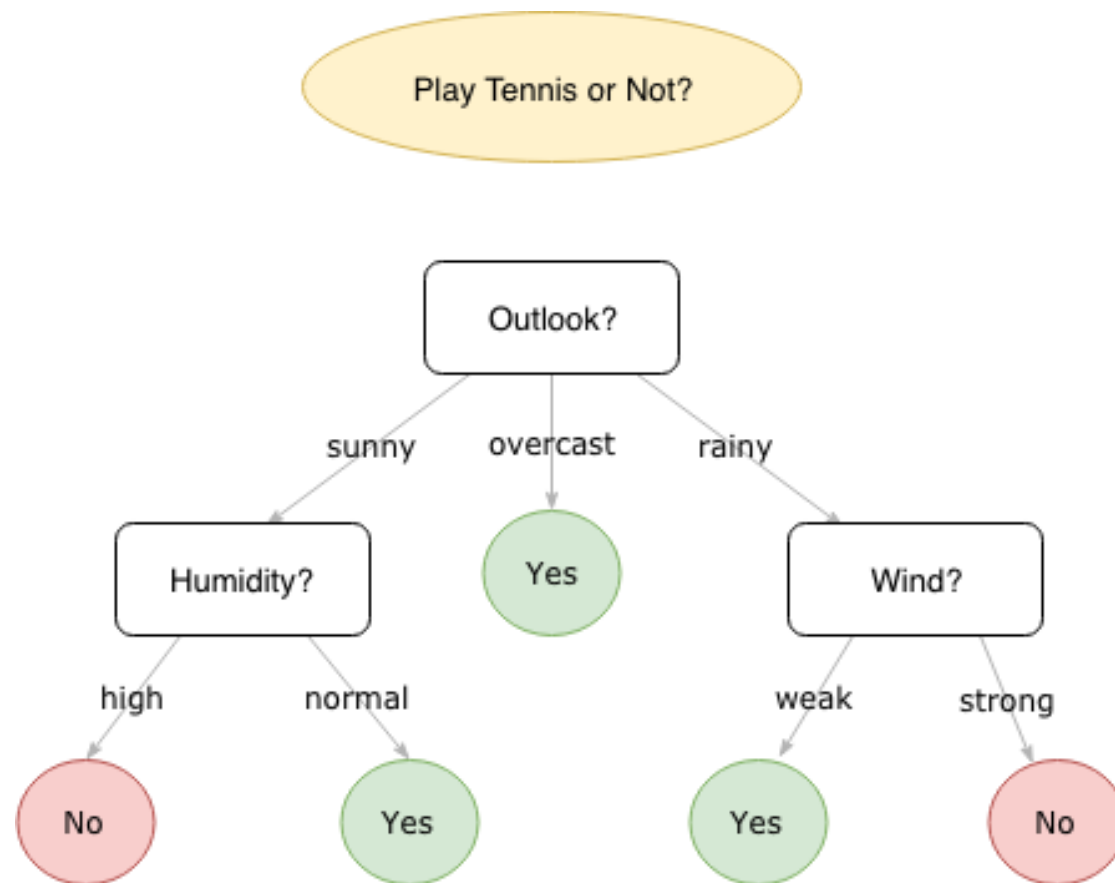 Play Tennis or Not?
Outlook?
sunny
overcast
rainy
Humidity?
Yes
Wind?
high
normal
weak
strong
No
Yes
Yes
No